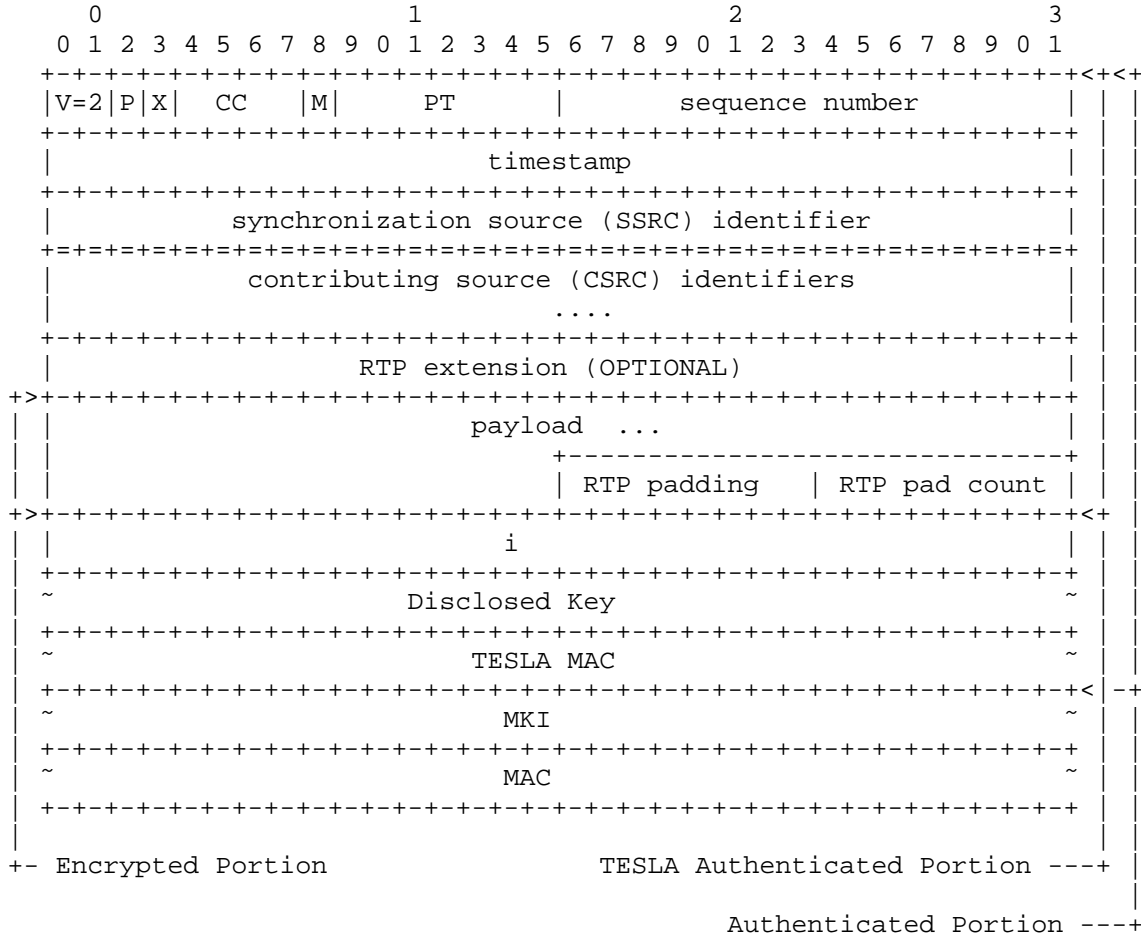 0 1 2 3
0 1 2 3 4 5 6 7 8 9 0 1 2 3 4 5 6 7 8 9 0 1 2 3 4 5 6 7 8 9 0 1
+-+-+-+-+-+-+-+-+-+-+-+-+-+-+-+-+-+-+-+-+-+-+-+-+-+-+-+-+-+-+-+-+<+<+
|V=2|P|X| CC |M| PT | sequence number | | |
+-+-+-+-+-+-+-+-+-+-+-+-+-+-+-+-+-+-+-+-+-+-+-+-+-+-+-+-+-+-+-+-+ | |
| timestamp | | |
+-+-+-+-+-+-+-+-+-+-+-+-+-+-+-+-+-+-+-+-+-+-+-+-+-+-+-+-+-+-+-+-+ | |
| synchronization source (SSRC) identifier | | |
+=+=+=+=+=+=+=+=+=+=+=+=+=+=+=+=+=+=+=+=+=+=+=+=+=+=+=+=+=+=+=+=+ | |
| contributing source (CSRC) identifiers | | |
| .... | | |
+-+-+-+-+-+-+-+-+-+-+-+-+-+-+-+-+-+-+-+-+-+-+-+-+-+-+-+-+-+-+-+-+ | |
| RTP extension (OPTIONAL) | | |
+>+-+-+-+-+-+-+-+-+-+-+-+-+-+-+-+-+-+-+-+-+-+-+-+-+-+-+-+-+-+-+-+-+ | |
| | payload ... | | |
| | +-------------------------------+ | |
| | | RTP padding | RTP pad count | | |
+>+-+-+-+-+-+-+-+-+-+-+-+-+-+-+-+-+-+-+-+-+-+-+-+-+-+-+-+-+-+-+-+-+<+ |
| | i | | |
| +-+-+-+-+-+-+-+-+-+-+-+-+-+-+-+-+-+-+-+-+-+-+-+-+-+-+-+-+-+-+-+-+ | |
| ~ Disclosed Key ~ | |
| +-+-+-+-+-+-+-+-+-+-+-+-+-+-+-+-+-+-+-+-+-+-+-+-+-+-+-+-+-+-+-+-+ | |
| ~ TESLA MAC ~ | |
| +-+-+-+-+-+-+-+-+-+-+-+-+-+-+-+-+-+-+-+-+-+-+-+-+-+-+-+-+-+-+-+-+<|-+
| ~ MKI ~ | |
| +-+-+-+-+-+-+-+-+-+-+-+-+-+-+-+-+-+-+-+-+-+-+-+-+-+-+-+-+-+-+-+-+ | |
| ~ MAC ~ | |
| +-+-+-+-+-+-+-+-+-+-+-+-+-+-+-+-+-+-+-+-+-+-+-+-+-+-+-+-+-+-+-+-+ | |
| | |
+- Encrypted Portion TESLA Authenticated Portion ---+ |
|
Authenticated Portion ---+